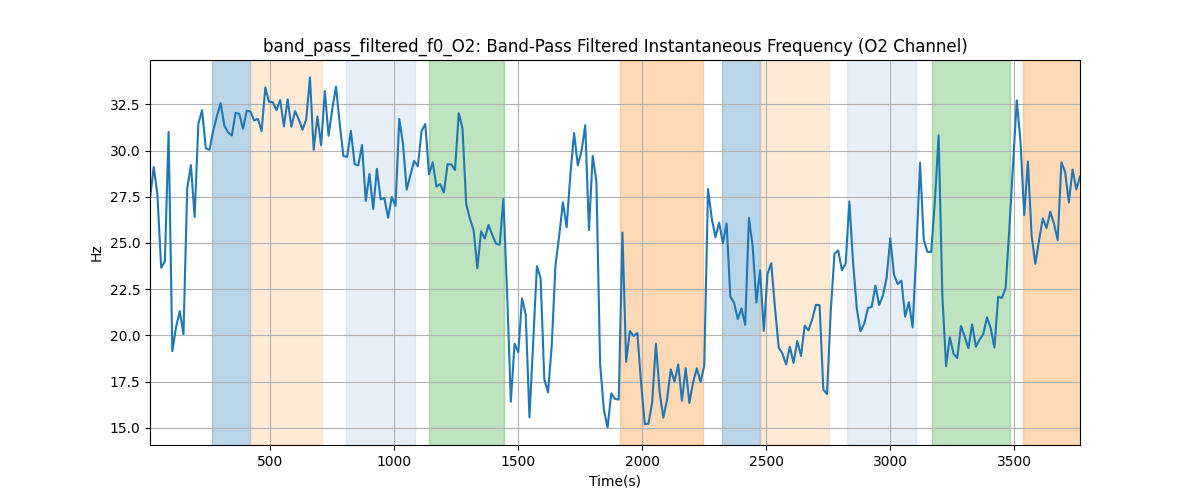 band_pass_filtered_f0_O2: Band-Pass Filtered Instantaneous Frequency (O2 Channel)
32.5
30.0
27.5
25.0
22.5
20.0
17.5
15.0
Hz
500 1000 1500 2000 2500 3000 3500
Time(s)